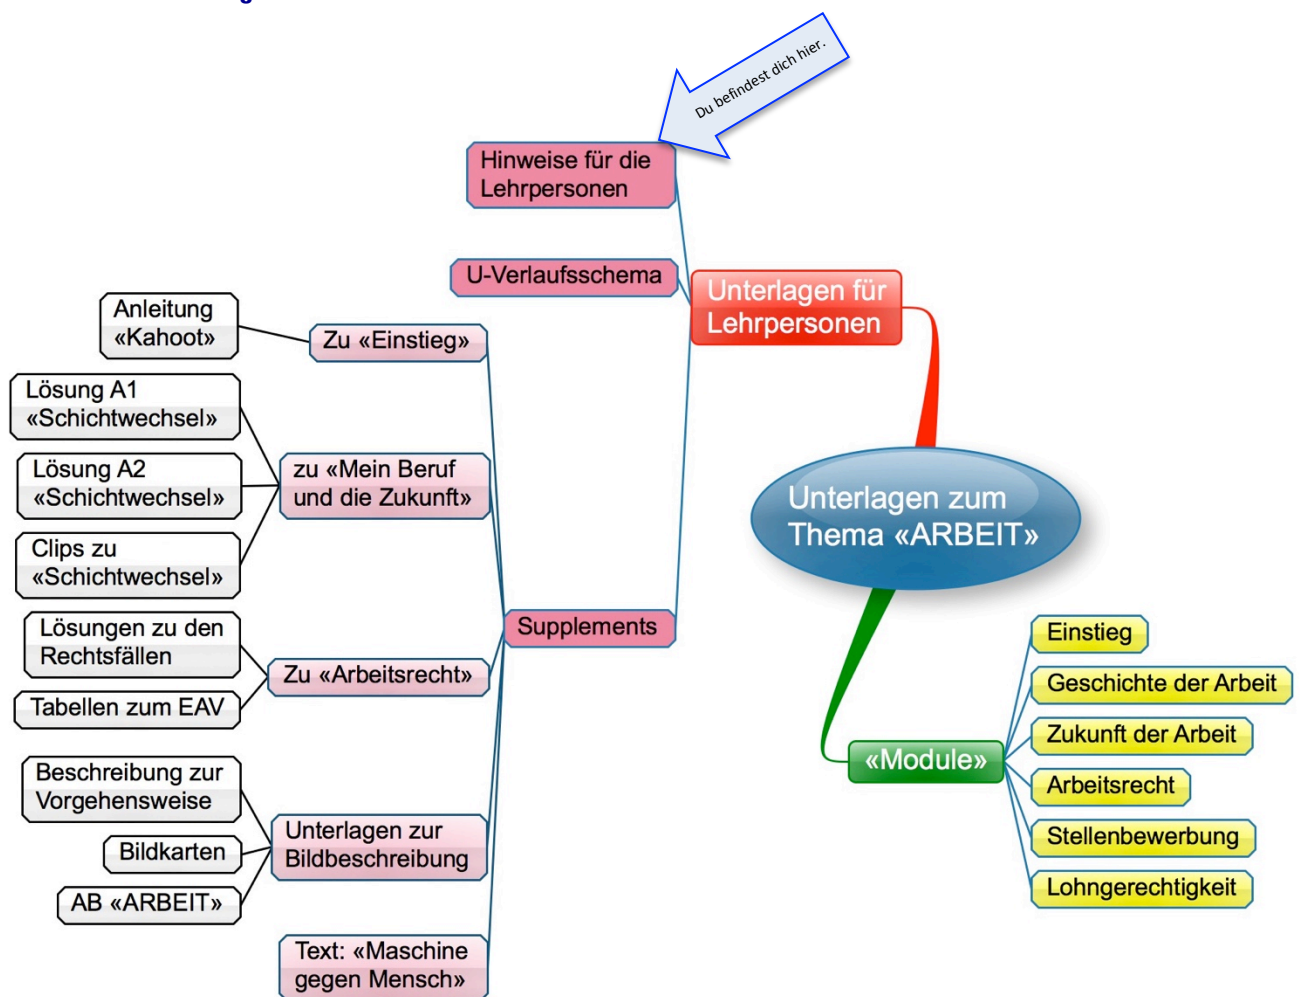 Du befindest dich hier.
Hinweise für die
Lehrpersonen
U-Verlaufsschema
Unterlagen für
Lehrpersonen
Anleitung
«Kahoot»
Zu «Einstieg»
Lösung A1
«Schichtwechsel»
Lösung A2
«Schichtwechsel»
Clips zu
«Schichtwechsel»
zu «Mein Beruf
und die Zukunft»
Unterlagen zum
Thema «ARBEIT»
Supplements
Lösungen zu den
Rechtsfällen
Tabellen zum EAV
Zu «Arbeitsrecht»
Beschreibung zur
Vorgehensweise
Bildkarten
AB «ARBEIT»
Unterlagen zur
Bildbeschreibung
Text: «Maschine
gegen Mensch»
«Module»
Einstieg
Geschichte der Arbeit
Zukunft der Arbeit
Arbeitsrecht
Stellenbewerbung
Lohngerechtigkeit